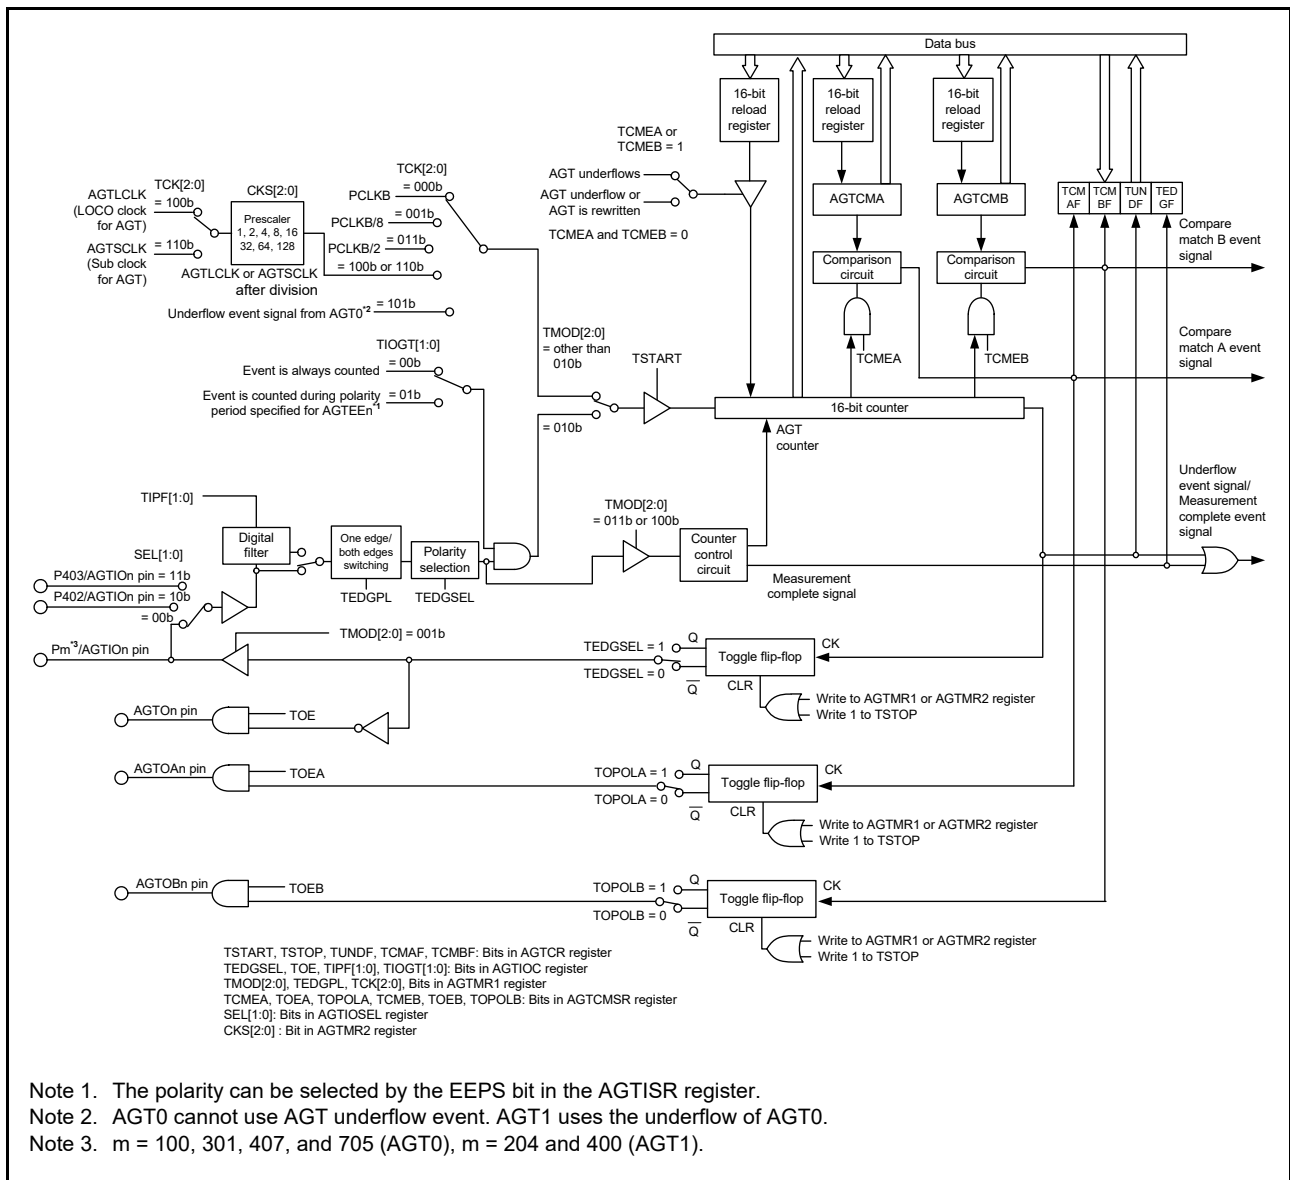 Data bus
16-bit
reload
register
16-bit
reload
register
16-bit
reload
register
TCMEA or
TCMEB = 1
AGT underflows
AGT underflow or
AGT is rewritten
TCMEA and TCMEB = 0
TCK[2:0]
= 000b
PCLKB
= 001b
PCLKB/8
= 011b
PCLKB/2
= 100b or 110b
AGTLCLK or AGTSCLK
after division
TCK[2:0]
AGTLCLK
(LOCO clock
for AGT)
= 100b
AGTSCLK
(Sub clock
for AGT)
= 110b
CKS[2:0]
Prescaler
1, 2, 4, 8, 16
32, 64, 128
Underflow event signal from AGT0*2
= 101b
AGTCMA
AGTCMB
TCM
AF
TCM
BF
TUN
DF
TED
GF
Comparison
circuit
Comparison
circuit
Compare
match B event
signal
TCMEA
TCMEB
Compare
match A event
signal
TIOGT[1:0]
= 00b
Event is always counted
Event is counted during polarity
period specified for AGTEEn*1
= 01b
TMOD[2:0]
= other than
010b
= 010b
TSTART
16-bit counter
AGT
counter
Underflow
event signal/
Measurement
complete event
signal
TIPF[1:0]
Digital
filter
One edge/
both edges
switching
Polarity
selection
TEDGPL
TEDGSEL
TMOD[2:0]
= 011b or 100b
Counter
control
circuit
Measurement
complete signal
SEL[1:0]
P403/AGTIOn pin = 11b
P402/AGTIOn pin = 10b
= 00b
Pm*3/AGTIOn pin
TMOD[2:0] = 001b
TEDGSEL = 1
TEDGSEL = 0
Q
Q
Toggle flip-flop
CK
CLR
Write to AGTMR1 or AGTMR2 register
Write 1 to TSTOP
AGTOn pin
TOE
AGTOAn pin
TOEA
TOPOLA = 1
TOPOLA = 0
Q
Q
Toggle flip-flop
CK
CLR
Write to AGTMR1 or AGTMR2 register
Write 1 to TSTOP
AGTOBn pin
TOEB
TOPOLB = 1
TOPOLB = 0
Q
Q
Toggle flip-flop
CK
CLR
Write to AGTMR1 or AGTMR2 register
Write 1 to TSTOP
TSTART, TSTOP, TUNDF, TCMAF, TCMBF: Bits in AGTCR register
TEDGSEL, TOE, TIPF[1:0], TIOGT[1:0]: Bits in AGTIOC register
TMOD[2:0], TEDGPL, TCK[2:0], Bits in AGTMR1 register
TCMEA, TOEA, TOPOLA, TCMEB, TOEB, TOPOLB: Bits in AGTCMSR register
SEL[1:0]: Bits in AGTIOSEL register
CKS[2:0] : Bit in AGTMR2 register
Note 1. The polarity can be selected by the EEPS bit in the AGTISR register.
Note 2. AGT0 cannot use AGT underflow event. AGT1 uses the underflow of AGT0.
Note 3. m = 100, 301, 407, and 705 (AGT0), m = 204 and 400 (AGT1).